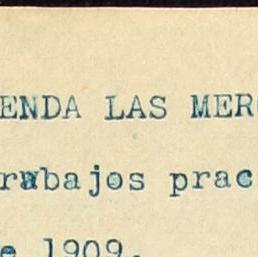 ENDA LAS MER
rabajos prac
e 1909.